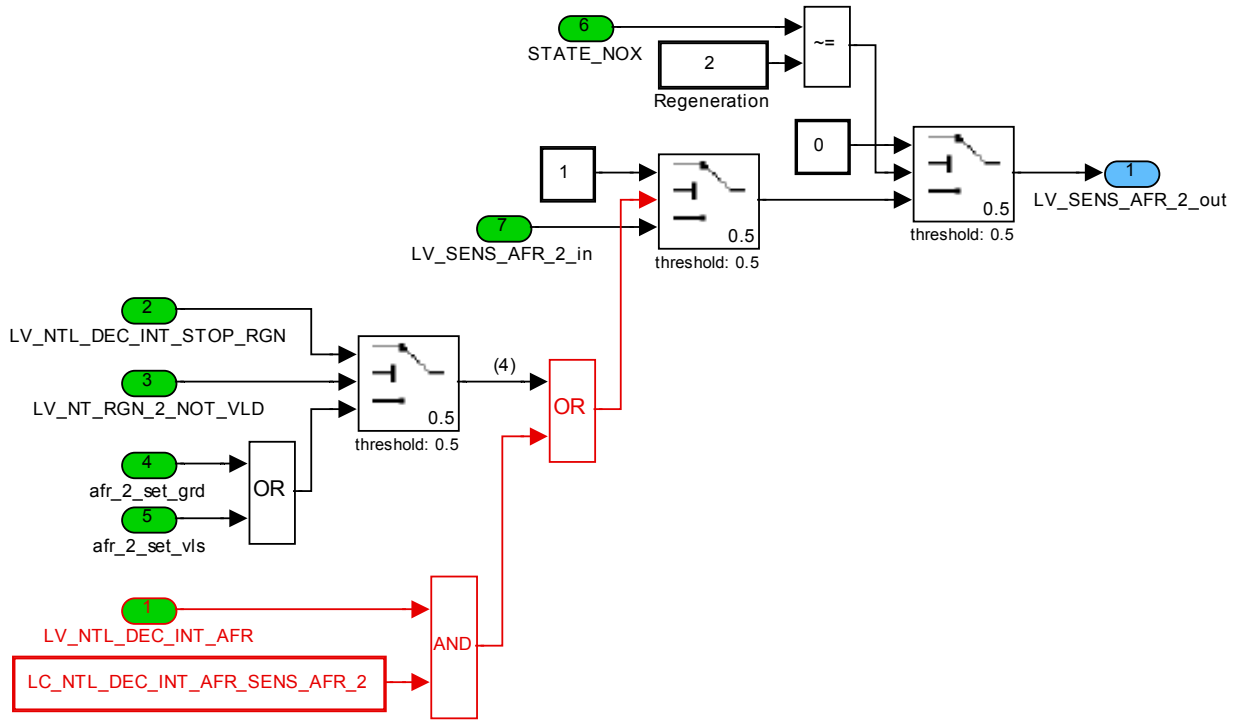 6
STATE_NOX
2
Regeneration
~=
0
0.5
threshold: 0.5
1
LV_SENS_AFR_2_out
1
7
LV_SENS_AFR_2_in
0.5
threshold: 0.5
2
LV_NTL_DEC_INT_STOP_RGN
3
LV_NT_RGN_2_NOT_VLD
0.5
threshold: 0.5
(4)
OR
4
afr_2_set_grd
5
afr_2_set_vls
OR
1
LV_NTL_DEC_INT_AFR
LC_NTL_DEC_INT_AFR_SENS_AFR_2
AND